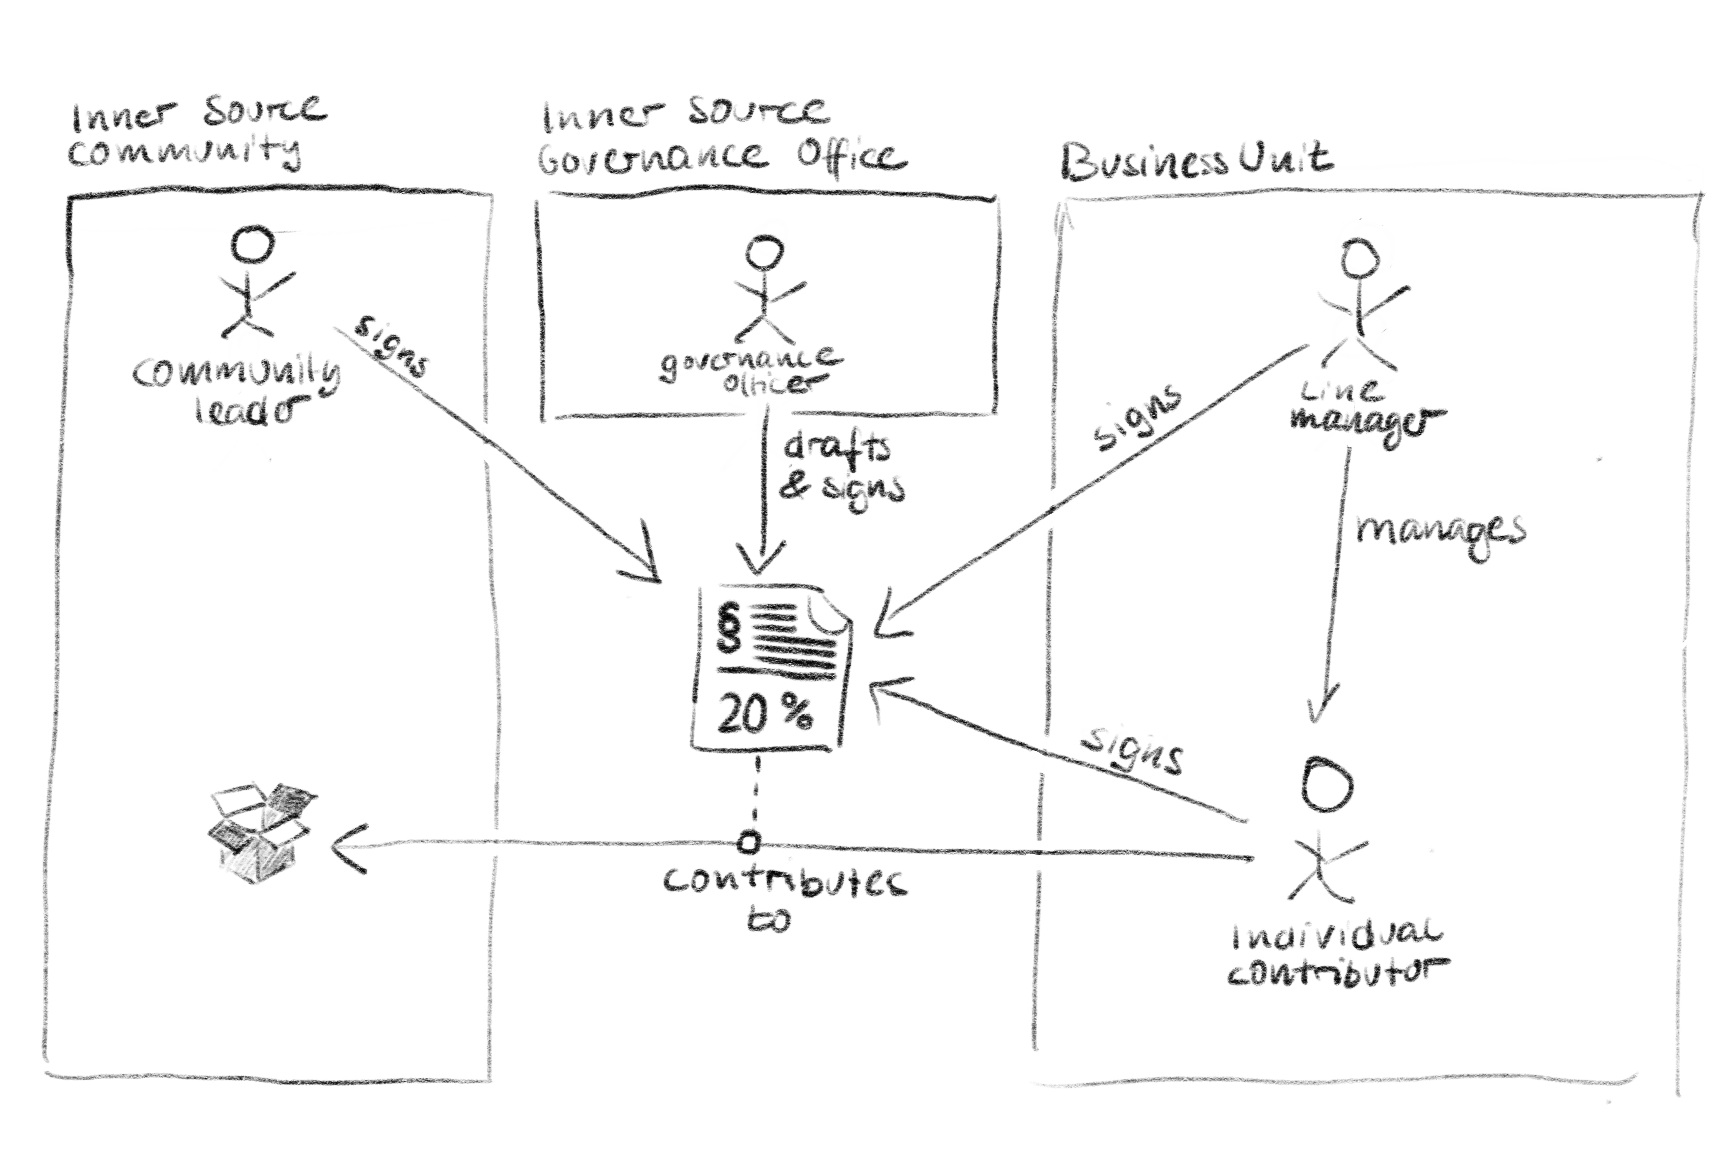 Inner Source
Community
Inner Source
Governance Office
Business Unit
community
leader
signs
governance
officer
drafts
& signs
line
manager
signs
manages
§
§
20 %
signs
contributes
to
individual
contributor